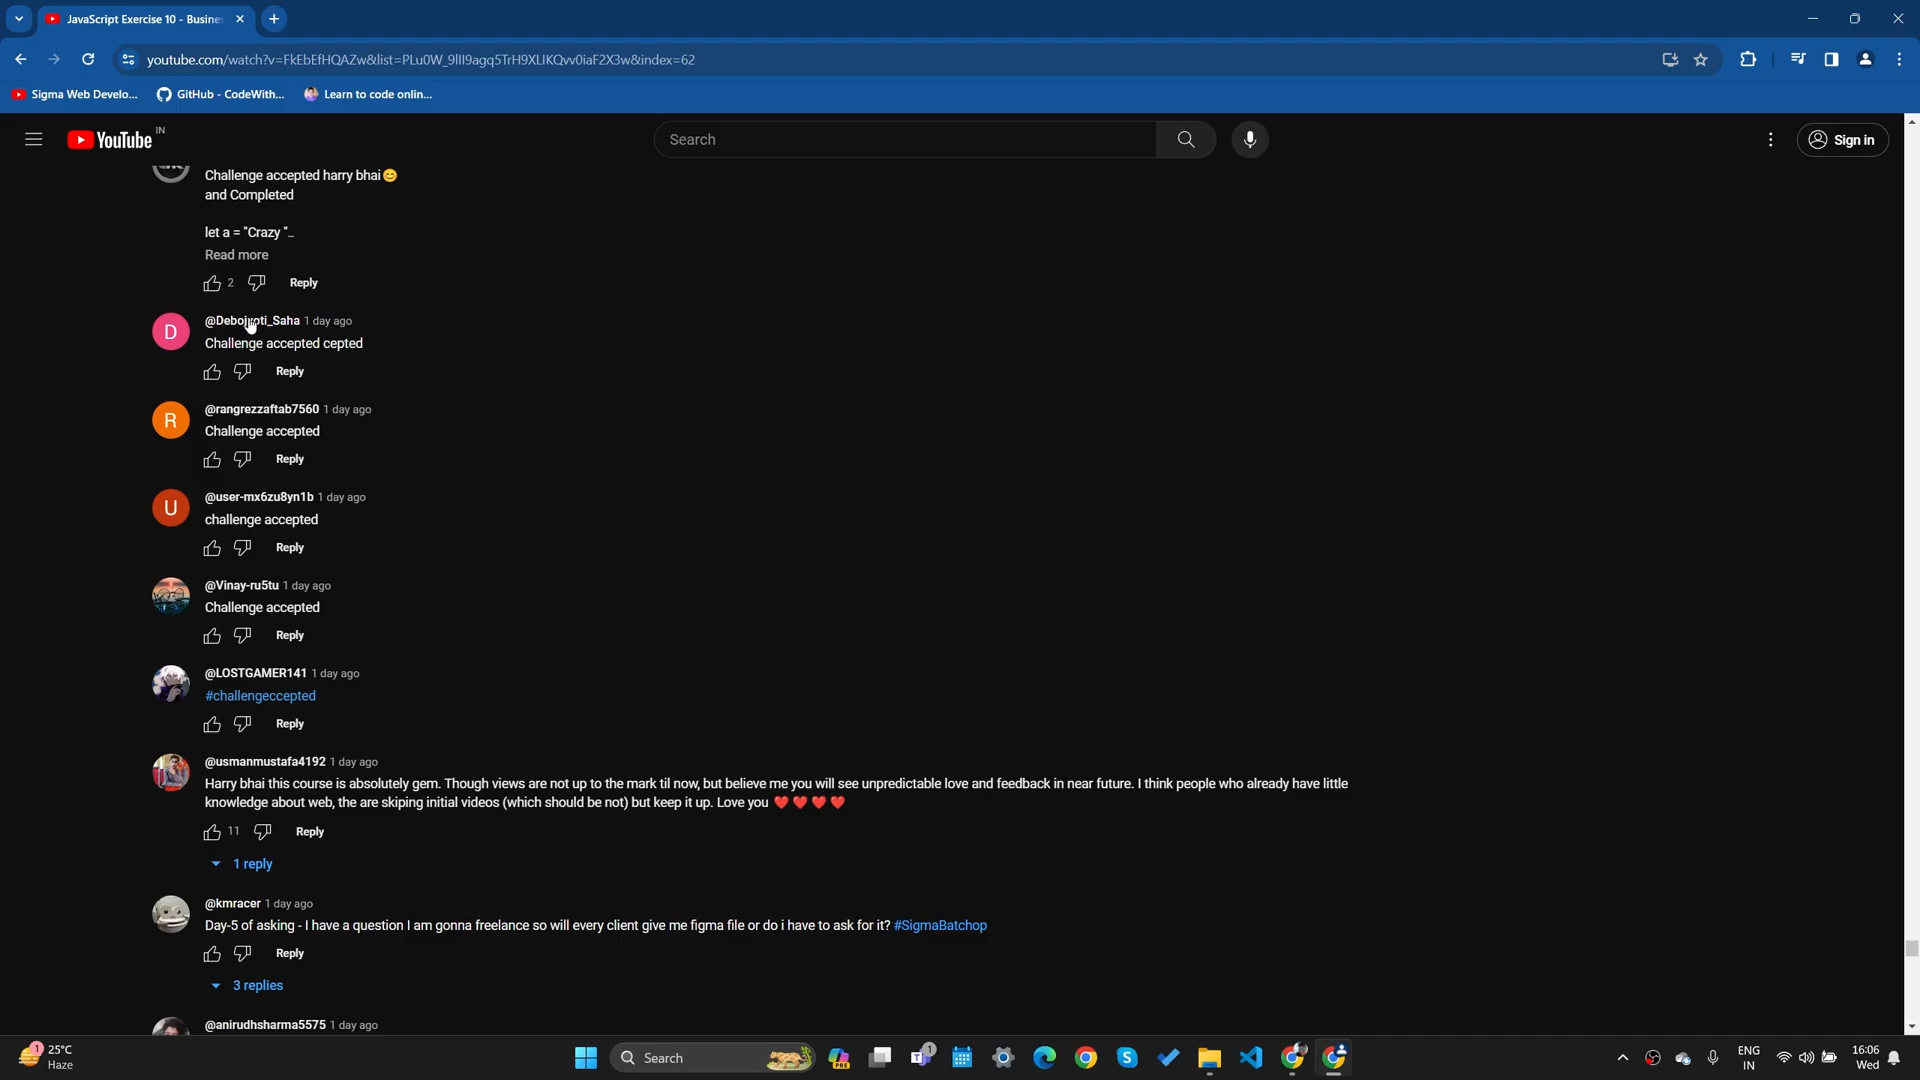 JavaScript Exercise 10 - Busine
youtube.com/watch?v=FkEbEfHQAZw&list=PLu0W_9lII9agq5TrH9XLIKQvv0iaF2X3w&index=62
Sigma Web Develo...
GitHub - CodeWith...
Learn to code onlin...
YouTube IN
Search
Sign in
Challenge accepted harry bhai😊
and Completed
let a = "Crazy "...
Read more
2
Reply
@Debojyoti_Saha 1 day ago
D
Challenge accepted cepted
Reply
@rangrezzaftab7560 1 day ago
R
Challenge accepted
Reply
@user-mx6zu8yn1b 1 day ago
U
challenge accepted
Reply
@Vinay-ru5tu 1 day ago
Challenge accepted
Reply
@LOSTGAMER141 1 day ago
#challengeccepted
Reply
@usmanmustafa4192 1 day ago
Harry bhai this course is absolutely gem. Though views are not up to the mark til now, but believe me you will see unpredictable love and feedback in near future. I think people who already have little
knowledge about web, the are skiping initial videos (which should be not) but keep it up. Love you ❤️ ❤️ ❤️ ❤️
11
Reply
1 reply
@kmracer 1 day ago
Day-5 of asking - I have a question I am gonna freelance so will every client give me figma file or do i have to ask for it? #SigmaBatchop
Reply
3 replies
@anirudhsharma5575 1 day ago
1
25°C
Haze
Search
PRE
1
ENG
IN
16:06
Wed